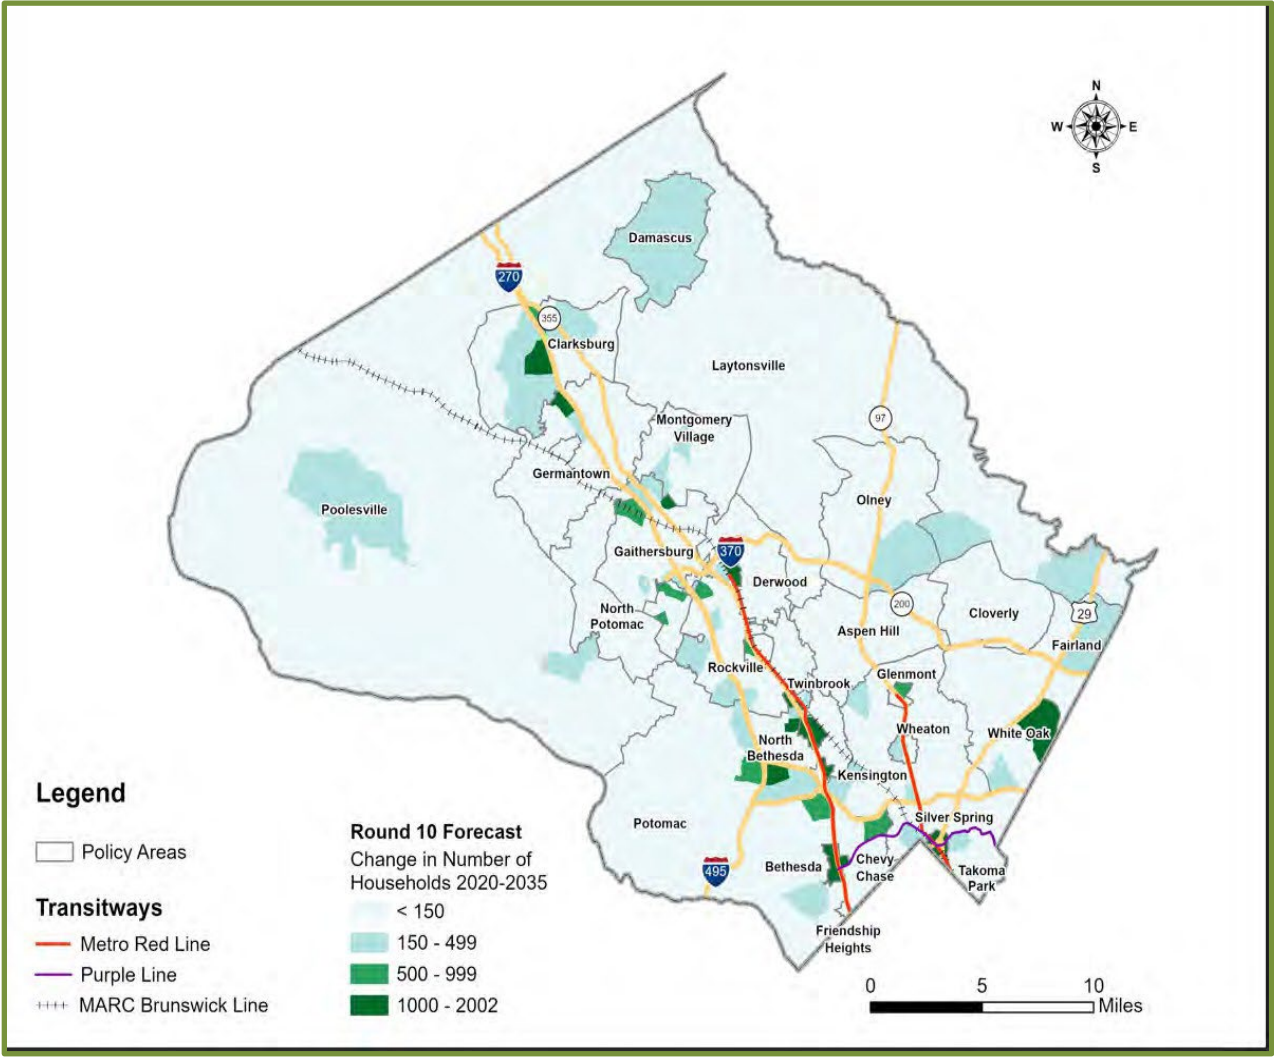 N
W
E
S
Damascus
270
355
Clarksburg
Laytonsville
97
Montgomery
Village
Germantown
Olney
Poolesville
Gaithersburg
370
Derwood
200
Cloverly
29
North
Potomac
Aspen Hill
Fairland
Rockville
Twinbrook
Glenmont
Wheaton
White Oak
North
Bethesda
Kensington
Potomac
Silver Spring
495
Bethesda
Chevy
Chase
Takoma
Park
Friendship
Heights
Legend
Policy Areas
Transitways
Metro Red Line
Purple Line
MARC Brunswick Line
Round 10 Forecast
Change in Number of
Households 2020-2035
< 150
150 - 499
500 - 999
1000 - 2002
0 5 10
Miles